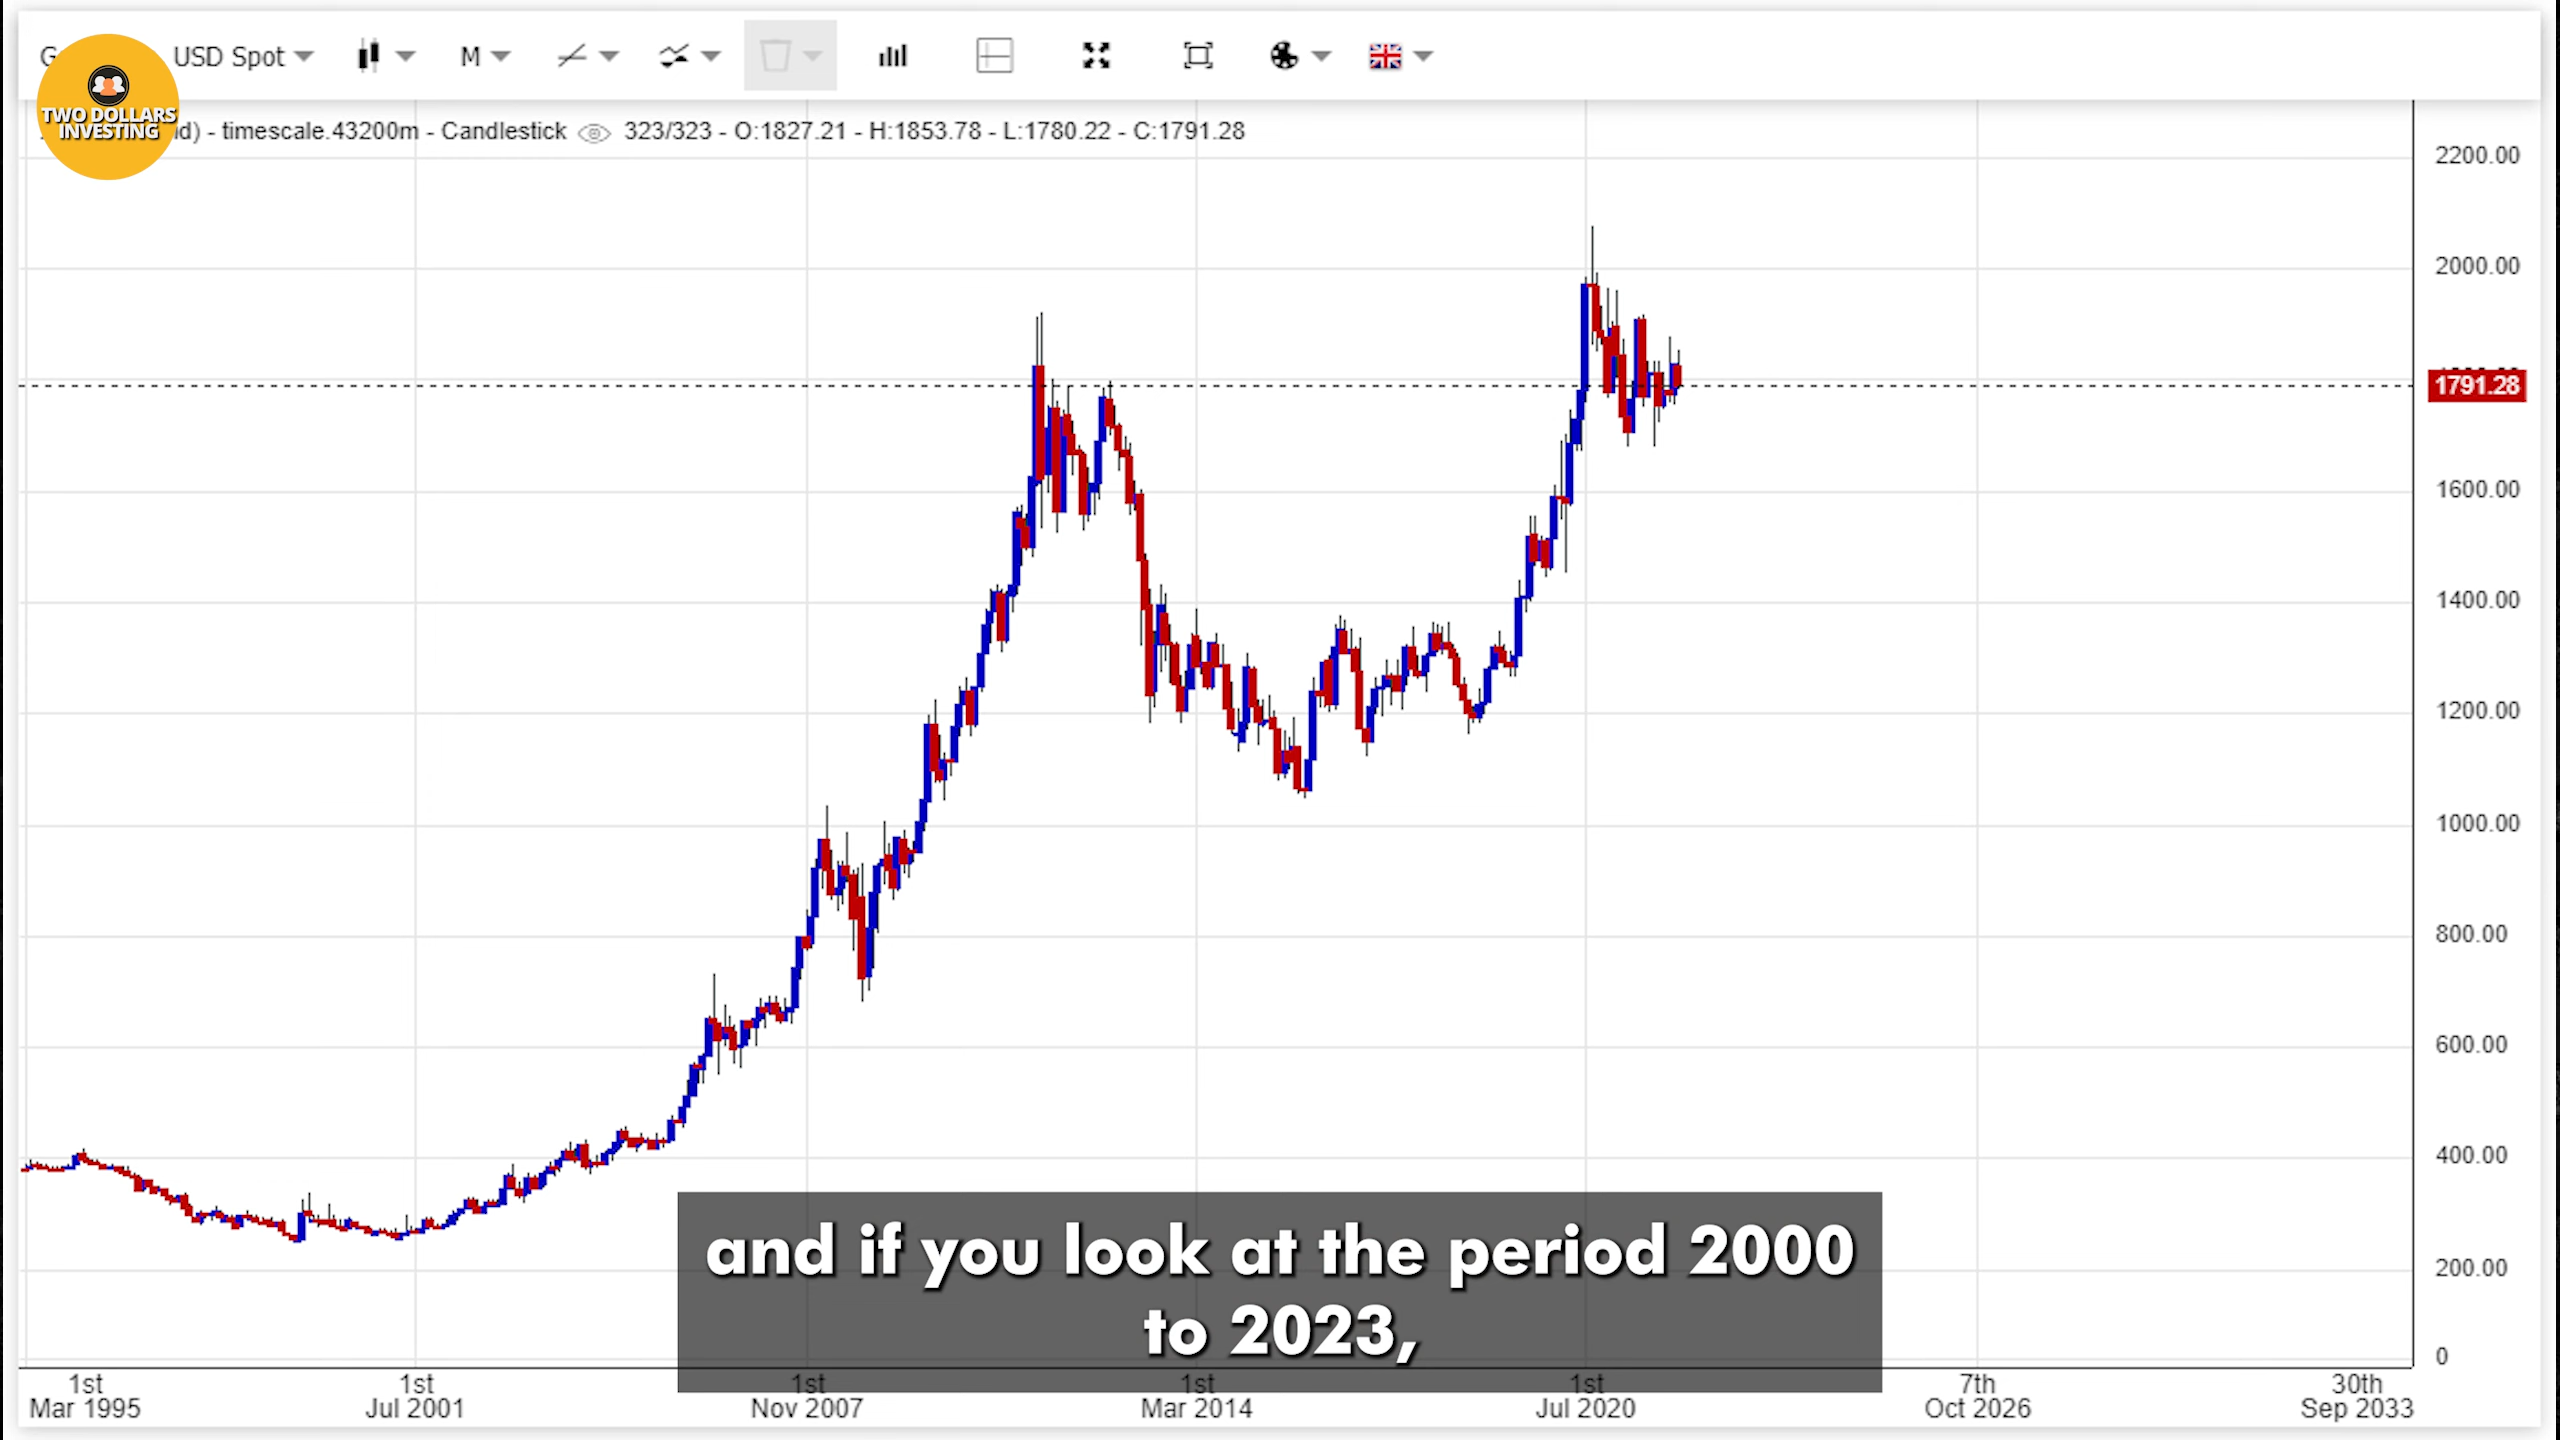 USD Spot
M
TWO DOLLARS
INVESTING
d) - timescale.43200m - Candlestick 323/323 - O:1827.21 - H:1853.78 - L:1780.22 - C:1791.28
2200.00
2000.00
1791.28
1600.00
1400.00
1200.00
1000.00
800.00
600.00
400.00
200.00
0
and if you look at the period 2000
to 2023,
1st 1st 1st 1st 1st 7th 30th
Mar 1995 Jul 2001 Nov 2007 Mar 2014 Jul 2020 Oct 2026 Sep 2033